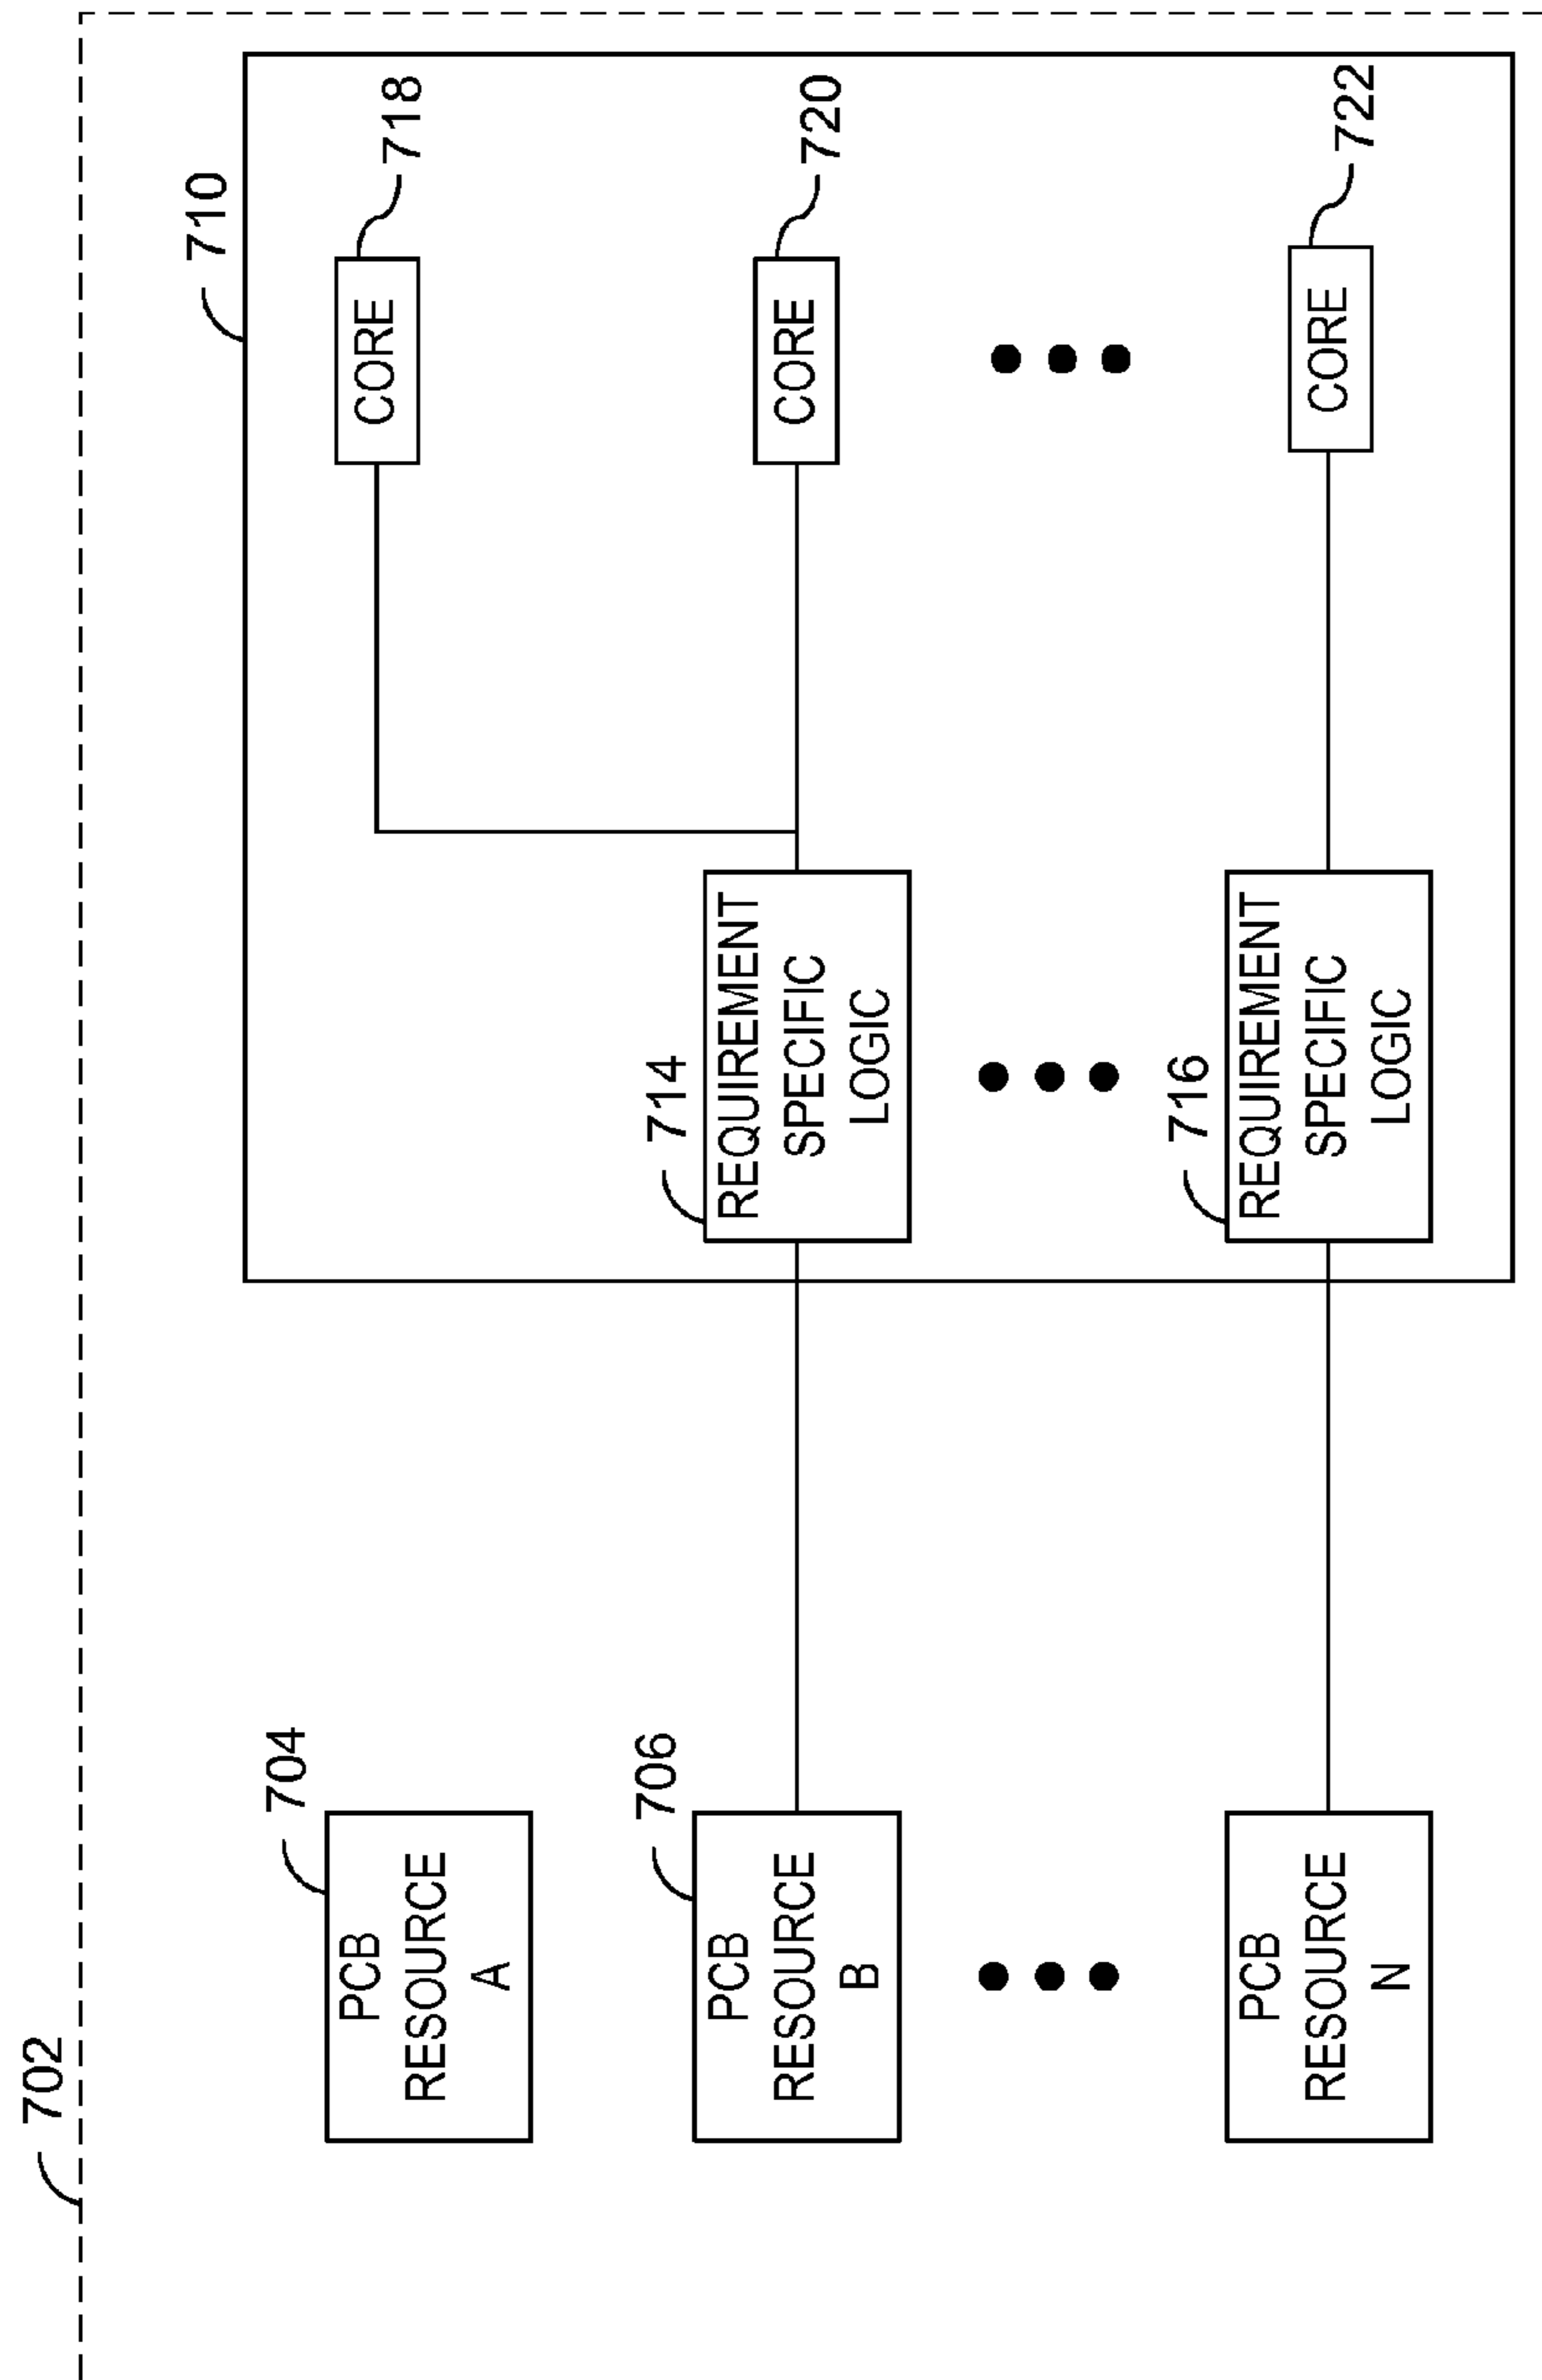 702
710
704
PCB
RESOURCE
A
CORE
718
706
PCB
RESOURCE
B
714
REQUIREMENT
SPECIFIC
LOGIC
CORE
720
PCB
RESOURCE
N
716
REQUIREMENT
SPECIFIC
LOGIC
CORE
722